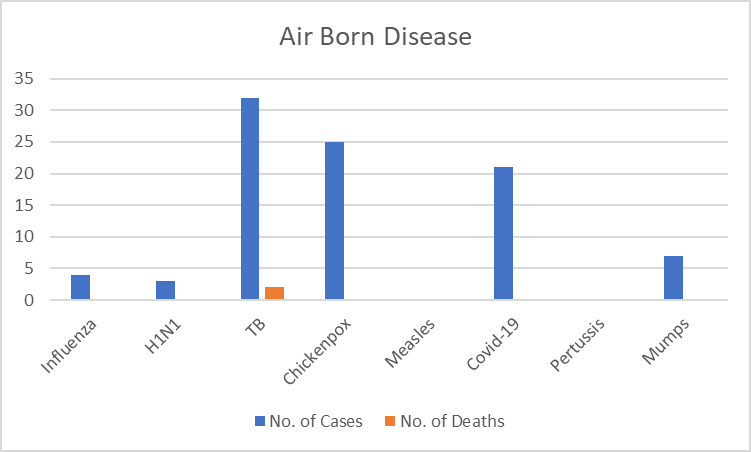 Air Born Disease
35
30
25
20
15
10
5
0
Influenza
H1N1
TB
Chickenpox
Measles
Covid-19
Pertussis
Mumps
No. of Cases No. of Deaths